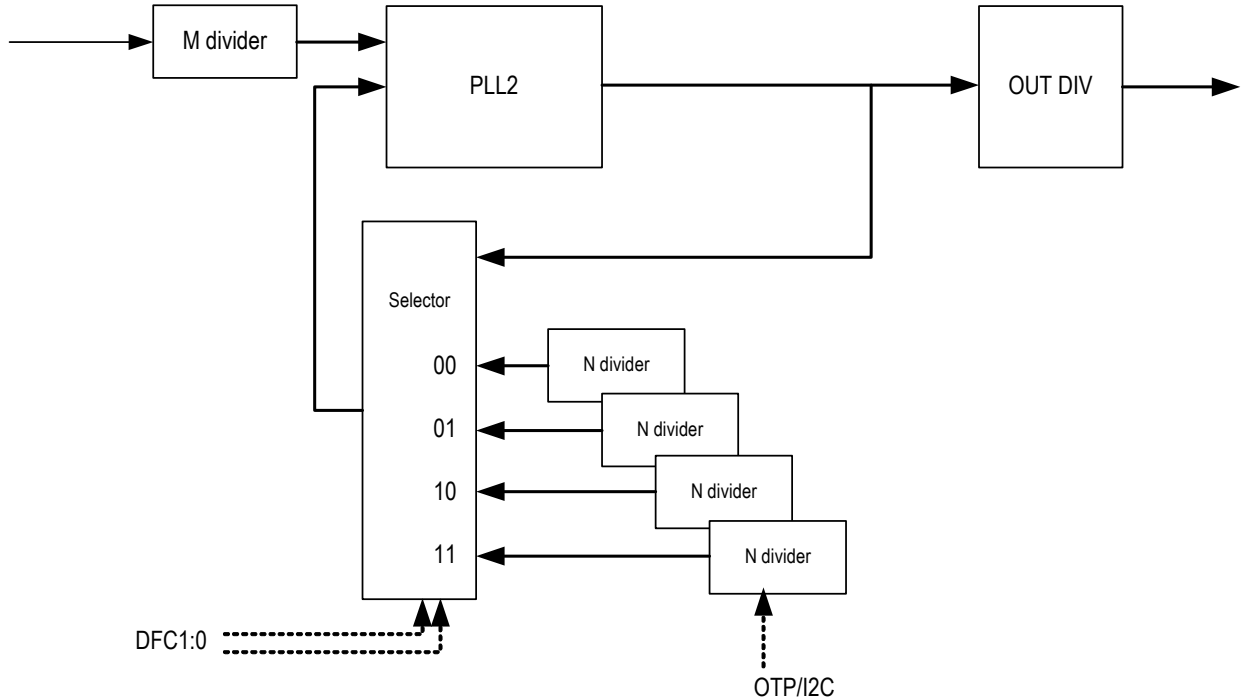 M divider
PLL2
OUT DIV
Selector
00
N divider
01
N divider
10
N divider
11
N divider
DFC1:0
OTP/I2C